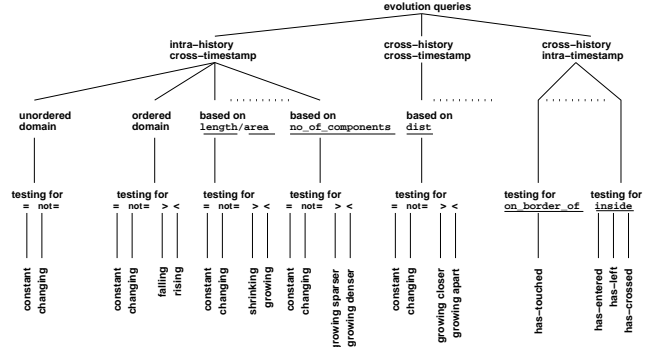 evolution queries
intra-history cross-history cross-history
cross-timestamp cross-timestamp intra-timestamp
unordered ordered based on based on based on
domain domain length/area no_of_components dist
testing for testing for testing for testing for testing for testing for testing for
= not= = not= > < = not= > < = not= > < = not= > < on_border_of inside
constant
changing
constant
changing
falling
rising
constant
changing
shrinking
growing
constant
changing
growing sparser
growing denser
constant
changing
growing closer
growing apart
has-touched
has-entered
has-left
has-crossed